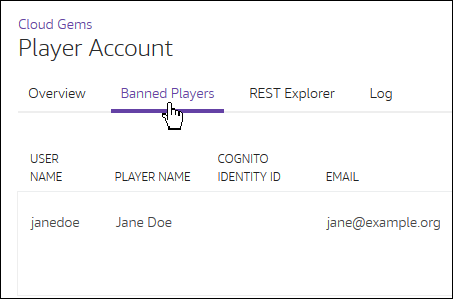 Cloud Gems
Player Account
Overview Banned Players REST Explorer Log
USER NAME PLAYER NAME COGNITO IDENTITY ID EMAIL
janedoe Jane Doe jane@example.org